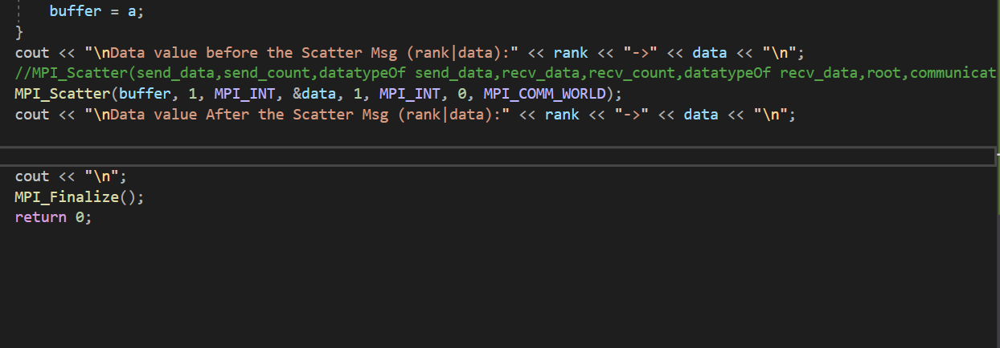 buffer = a;
}
cout << "\nData value before the Scatter Msg (rank|data):" << rank << "->" << data << "\n";
//MPI_Scatter(send_data,send_count,datatypeOf send_data,recv_data,recv_count,datatypeOf recv_data,root,communicat
MPI_Scatter(buffer, 1, MPI_INT, &data, 1, MPI_INT, 0, MPI_COMM_WORLD);
cout << "\nData value After the Scatter Msg (rank|data):" << rank << "->" << data << "\n";
cout << "\n";
MPI_Finalize();
return 0;